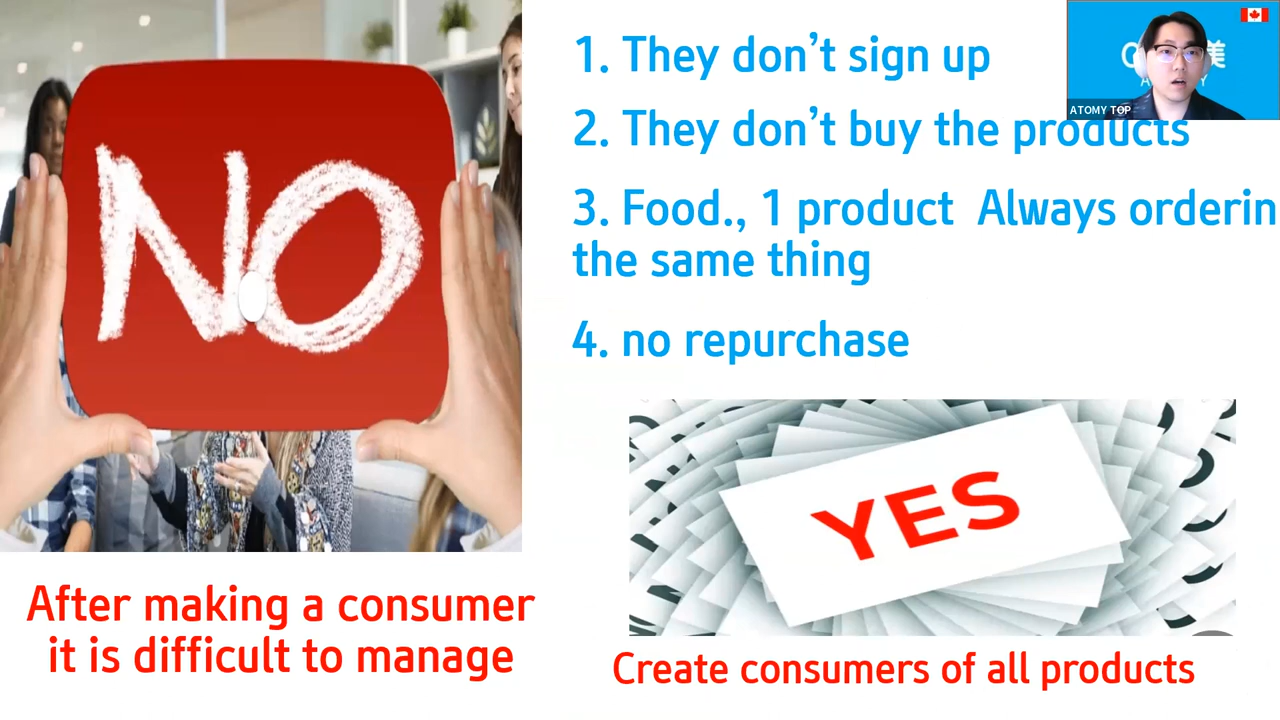 NO
After making a consumer
it is difficult to manage
1. They don’t sign up
2. They don’t buy the products
3. Food., 1 product Always orderin
the same thing
4. no repurchase
YES
Create consumers of all products
美
ATOMY TOP